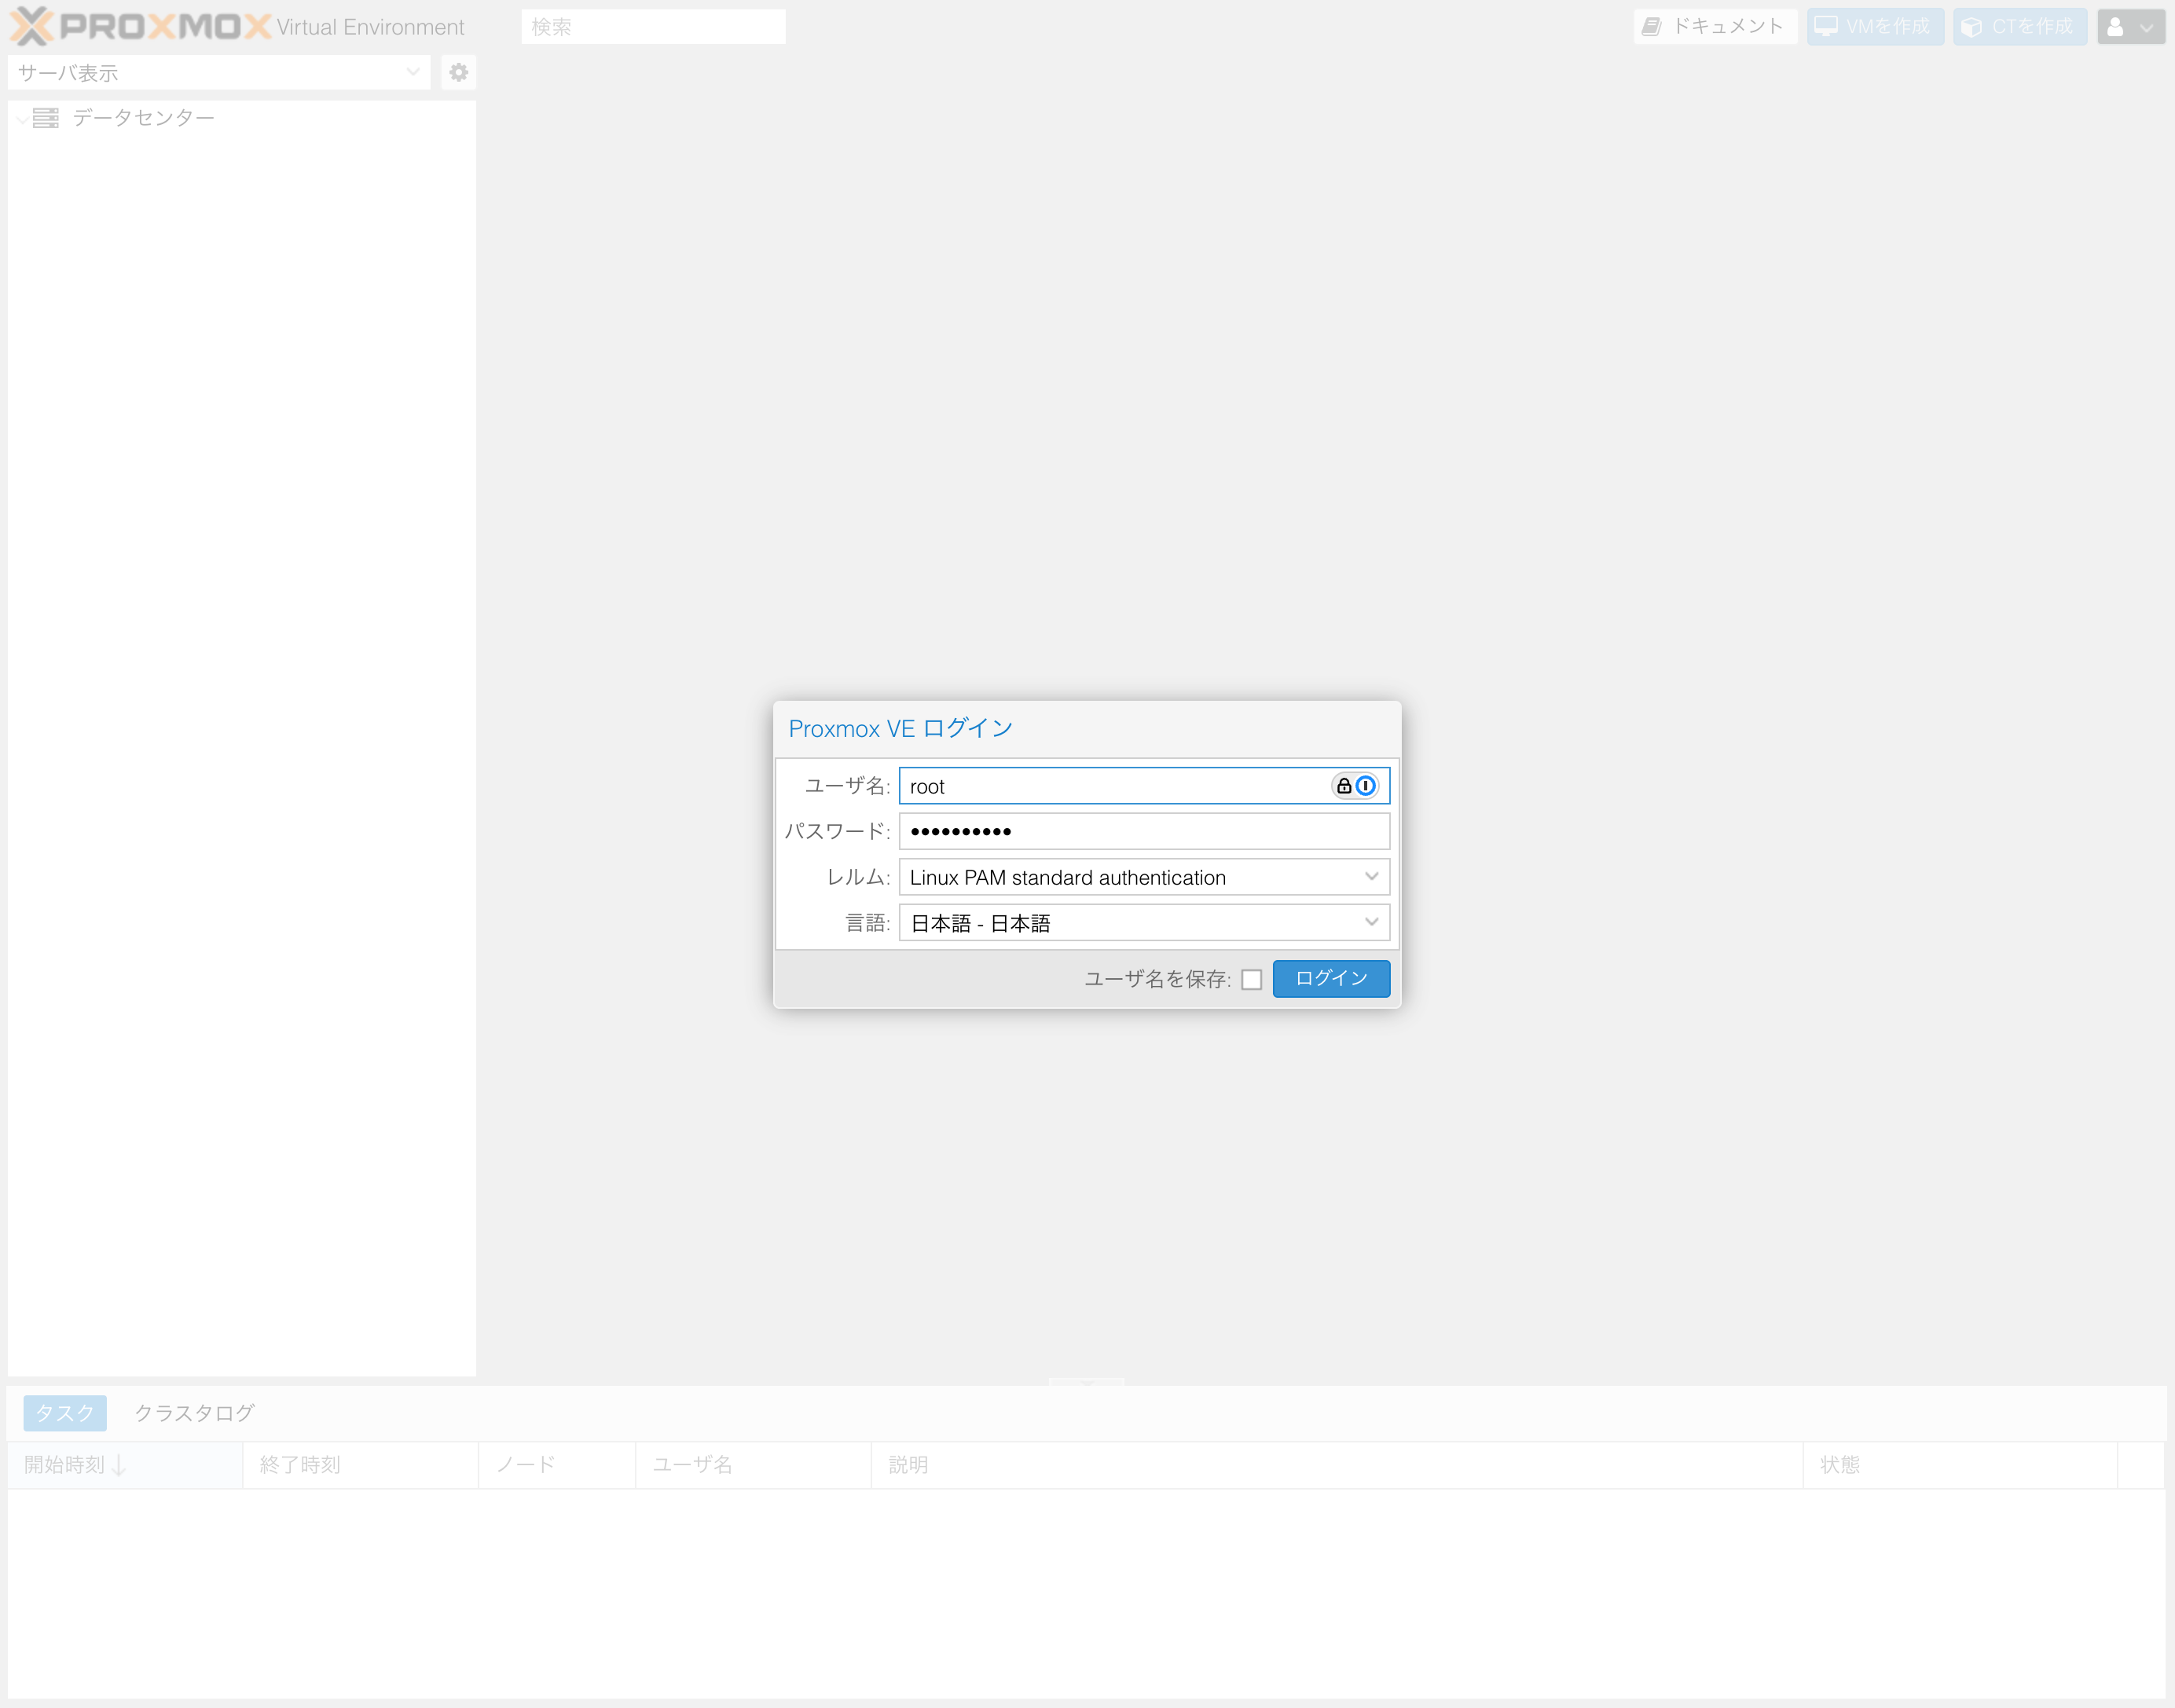 PROXMOX Virtual Environment
検索
ドキュメント
VMを作成
CTを作成
サーバ表示
データセンター
Proxmox VE ログイン
ユーザ名: root
パスワード: ●●●●●●●●●●
レルム: Linux PAM standard authentication
言語: 日本語 - 日本語
ユーザ名を保存:
ログイン
タスク クラスタログ
開始時刻↓ 終了時刻 ノード ユーザ名 説明 状態